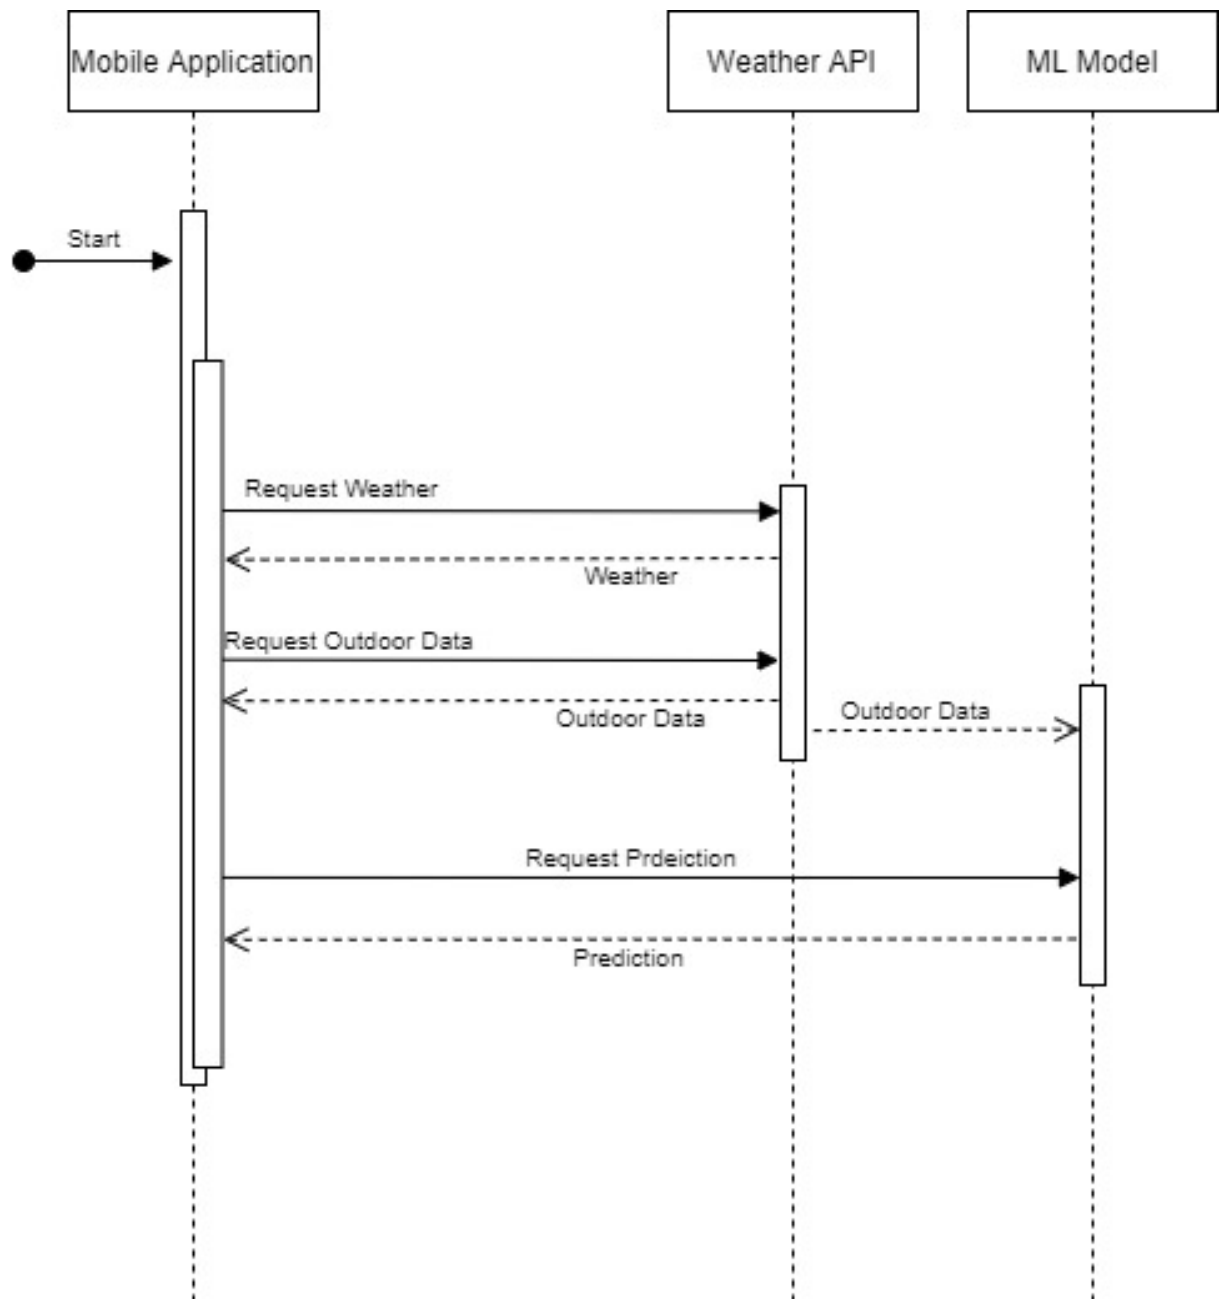 Mobile Application
Weather API
ML Model
Start
Request Weather
Weather
Request Outdoor Data
Outdoor Data
Outdoor Data
Request Prdeiction
Prediction